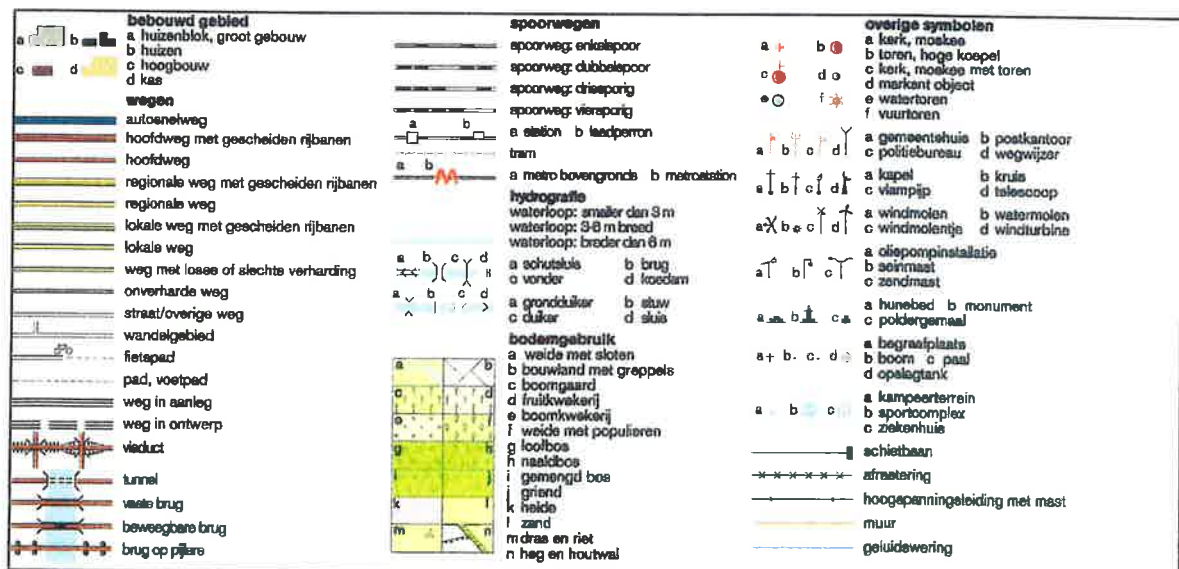 bebouwd gebied
a b a huizenblok, groot gebouw
b huizen
c d c hoogbouw
d kas
wegen
autosnelweg
hoofdweg met gescheiden rijbanen
hoofdweg
regionale weg met gescheiden rijbanen
regionale weg
lokale weg met gescheiden rijbanen
lokale weg
weg met losse of slechte verharding
onverharde weg
straat/overige weg
wandelgebied
fietspad
pad, voetpad
weg in aanleg
weg in ontwerp
viaduct
tunnel
vaste brug
beweegbare brug
brug op pijlers
spoorwegen
spoorweg: enkelspoor
spoorweg: dubbelspoor
spoorweg: driesporig
spoorweg: viersporig
a b
a station b laadperron
tram
a b
a metro bovengronds b metrostation
hydrografie
waterloop: smaller dan 3 m
waterloop: 3-6 m breed
waterloop: breder dan 6 m
a b c d
a schutsluis b brug
c vonder d koedam
a b c d
a grondduiker b stuw
c duiker d sluis
bodemgebruik
a b a weide met sloten
b bouwland met greppels
c d c boomgaard
d fruitkwekerij
e f e boomkwekerij
f weide met populieren
g h g loofbos
h naaldbos
i j i gemengd bos
j griend
k l k heide
l zand
m n m dras en riet
n heg en houtwal
overige symbolen
a b a kerk, moskee
b toren, hoge koepel
c d c kerk, moskee met toren
d markant object
e f e watertoren
f vuurtoren
a b c d a gemeentehuis b postkantoor
c politiebureau d wegwijzer
a b c d a kapel b kruis
c vlampijp d telescoop
a b c d a windmolen b watermolen
c windmolentje d windturbine
a b c a oliepompinstallatie
b seinmast
c zendmast
a b c a hunebed b monument
c poldergemaal
a b c d a begraafplaats
b boom c paal
d opslagtank
a b c a kampeerterrein
b sportcomplex
c ziekenhuis
schietbaan
afrastering
hoogspanningsleiding met mast
muur
geluidswering